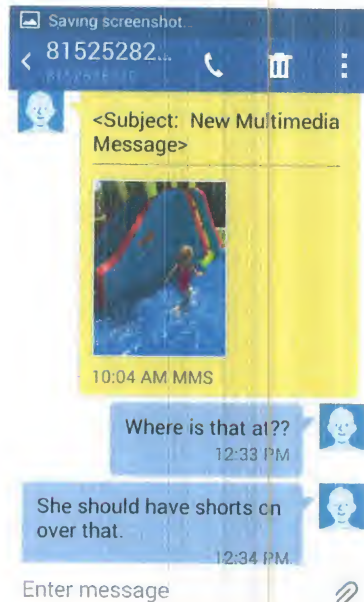 Saving screenshot...
81525282...
<Subject: New Multimedia
Message>
10:04 AM MMS
Where is that at??
12:33 PM
She should have shorts on
over that.
12:34 PM
Enter message